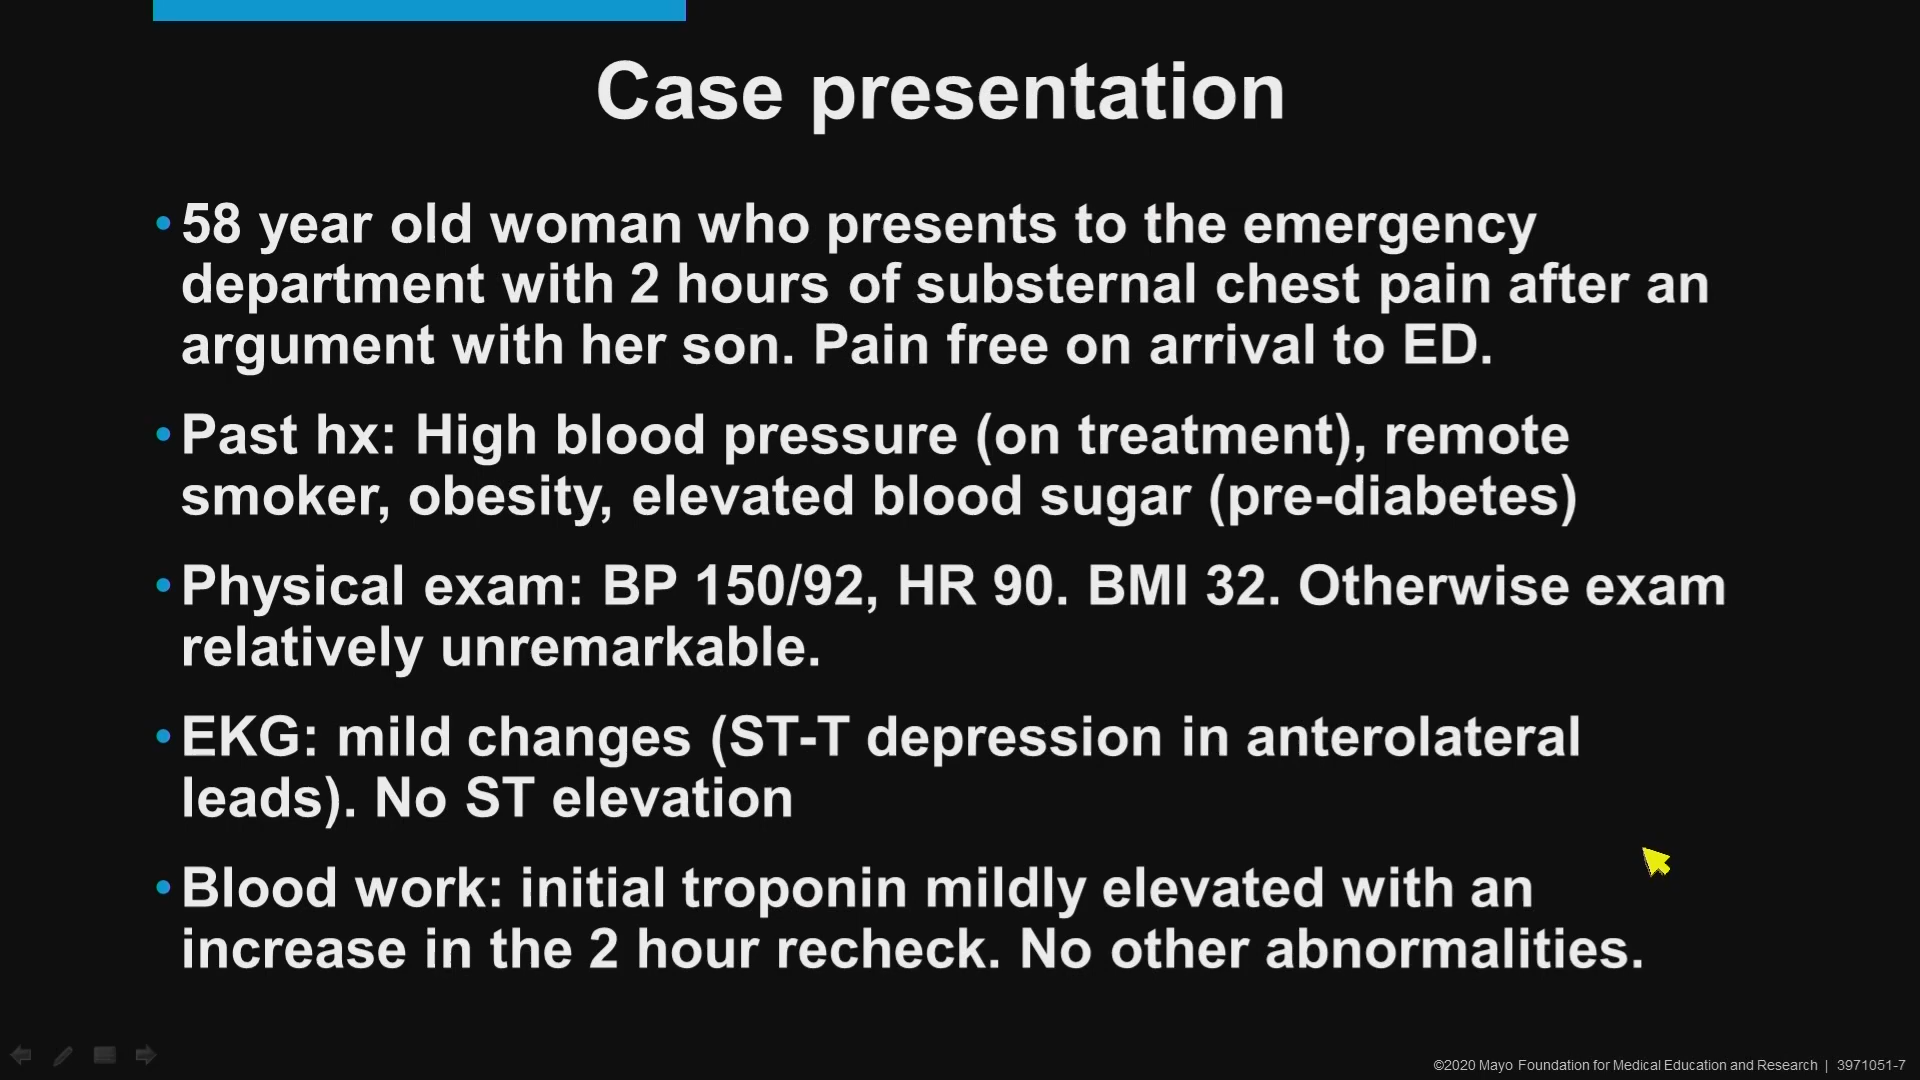 Case presentation
•58 year old woman who presents to the emergency
department with 2 hours of substernal chest pain after an
argument with her son. Pain free on arrival to ED.
•Past hx: High blood pressure (on treatment), remote
smoker, obesity, elevated blood sugar (pre-diabetes)
•Physical exam: BP 150/92, HR 90. BMI 32. Otherwise exam
relatively unremarkable.
•EKG: mild changes (ST-T depression in anterolateral
leads). No ST elevation
•Blood work: initial troponin mildly elevated with an
increase in the 2 hour recheck. No other abnormalities.
©2020 Mayo Foundation for Medical Education and Research | 3971051-7